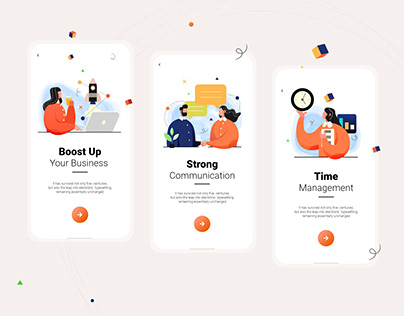 Boost Up
Your Business
It has survived not only five centuries,
but also the leap into electronic typesetting,
remaining essentially unchanged.
Strong
Communication
It has survived not only five centuries,
but also the leap into electronic typesetting,
remaining essentially unchanged.
Time
Management
It has survived not only five centuries,
but also the leap into electronic typesetting,
remaining essentially unchanged.